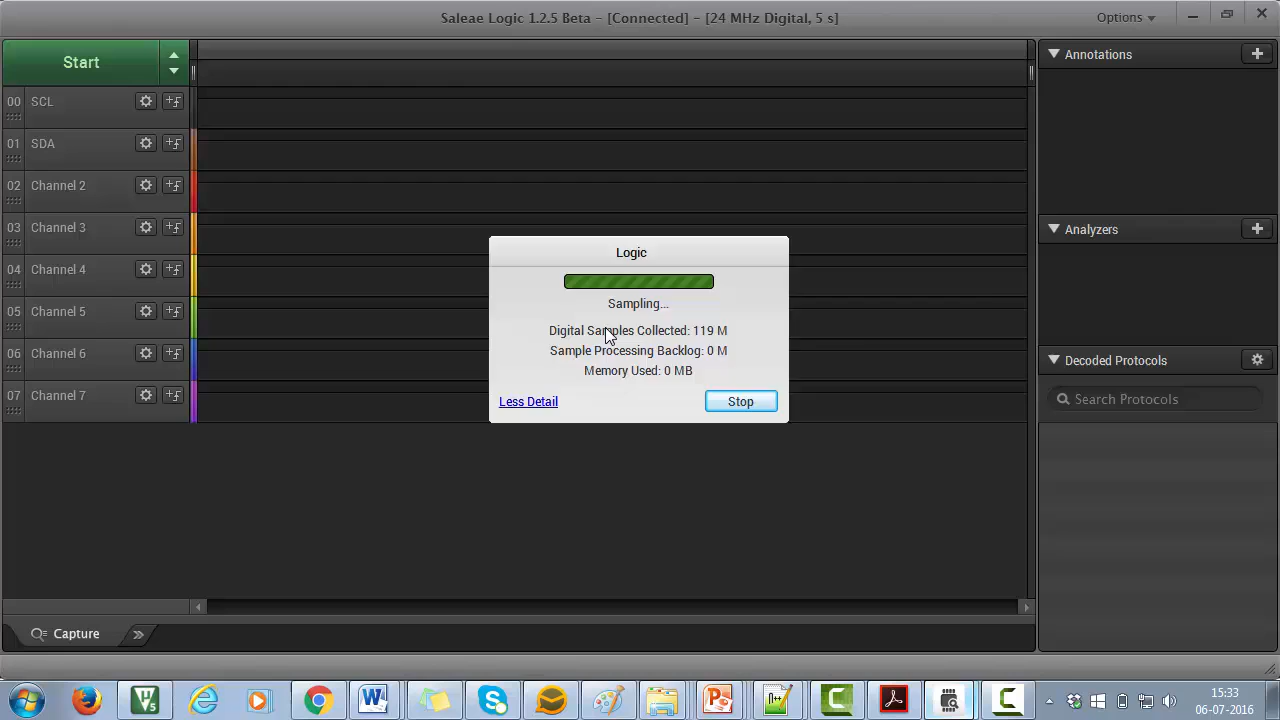 Saleae Logic 1.2.5 Beta - [Connected] - [24 MHz Digital, 5 s]
Options
Start
00 SCL
01 SDA
02 Channel 2
03 Channel 3
04 Channel 4
05 Channel 5
06 Channel 6
07 Channel 7
Logic
Sampling...
Digital Samples Collected: 119 M
Sample Processing Backlog: 0 M
Memory Used: 0 MB
Less Detail
Stop
Annotations
Analyzers
Decoded Protocols
Search Protocols
Capture
15:33
06-07-2016